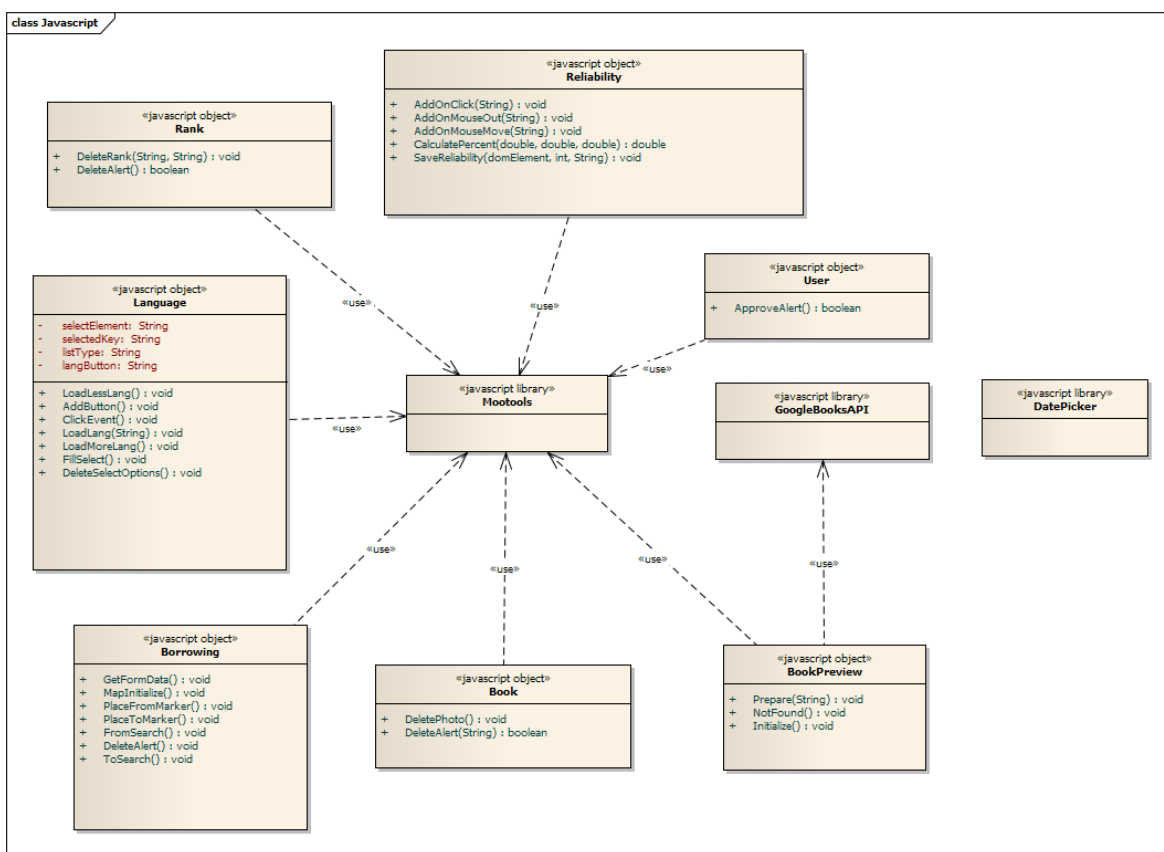 class Javascript
«javascript object»
Reliability
+ AddOnClick(String) : void
+ AddOnMouseOut(String) : void
+ AddOnMouseMove(String) : void
+ CalculatePercent(double, double, double) : double
+ SaveReliability(domElement, int, String) : void
«javascript object»
Rank
+ DeleteRank(String, String) : void
+ DeleteAlert() : boolean
«javascript object»
User
+ ApproveAlert() : boolean
«javascript object»
Language
- selectElement: String
- selectedKey: String
- listType: String
- langButton: String
+ LoadLessLang() : void
+ AddButton() : void
+ ClickEvent() : void
+ LoadLang(String) : void
+ LoadMoreLang() : void
+ FillSelect() : void
+ DeleteSelectOptions() : void
«use»
«use»
«use»
«use»
«javascript library»
Mootools
«javascript library»
GoogleBooksAPI
«javascript library»
DatePicker
«use»
«use»
«use»
«use»
«javascript object»
Borrowing
+ GetFormData() : void
+ MapInitialize() : void
+ PlaceFromMarker() : void
+ PlaceToMarker() : void
+ FromSearch() : void
+ DeleteAlert() : void
+ ToSearch() : void
«javascript object»
Book
+ DeletePhoto() : void
+ DeleteAlert(String) : boolean
«javascript object»
BookPreview
+ Prepare(String) : void
+ NotFound() : void
+ Initialize() : void